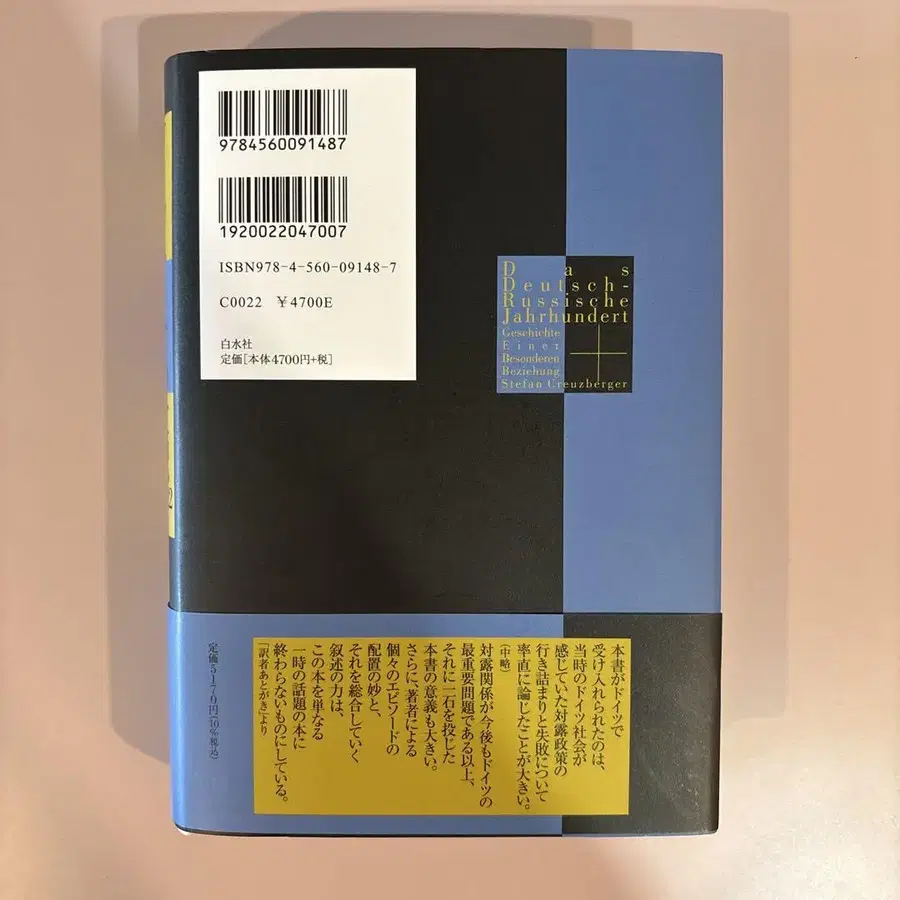 9784560091487
1920022047007
ISBN978-4-560-09148-7
C0022 ¥4700E
白水社
定価[本体4700円+税]
Das
Deutsch-
Russische
Jahrhundert
Geschichte
Einer
Besonderen
Beziehung
Stefan Creuzberger
本書がドイツで
受け入れられたのは、
当時のドイツ社会が
感じていた対露政策の
行き詰まりと失敗について
率直に論じたことが大きい。
(中略)
対露関係が今後もドイツの
最重要問題である以上、
それに一石を投じた
本書の意義も大きい。
さらに、著者による
個々のエピソードの
配置の妙と、
それを総合していく
叙述の力は、
この本を単なる
一時の話題の本に
終わらないものにしている。
「訳者あとがき」より
定価5170円(10%税込)
2